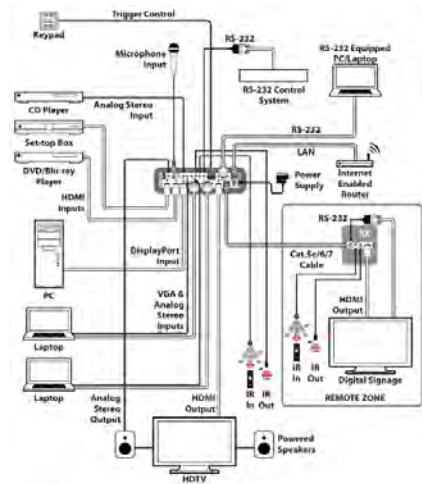 Trigger Control
Keypad
Microphone
Input
RS-232
RS-232 Control
System
RS-232 Equipped
PC/Laptop
CD Player
Analog Stereo
Input
Set-top Box
DVD/Blu-ray
Player
HDMI
Inputs
RS-232
LAN
Power
Supply
Internet
Enabled
Router
RS-232
RX
Cat.5e/6/7
Cable
DisplayPort
Input
PC
VGA &
Analog
Stereo
Inputs
HDMI
Output
IR
In
IR
Out
Digital Signage
REMOTE ZONE
Laptop
Laptop
Analog
Stereo
Output
HDMI
Output
IR
In
IR
Out
Powered
Speakers
HDTV